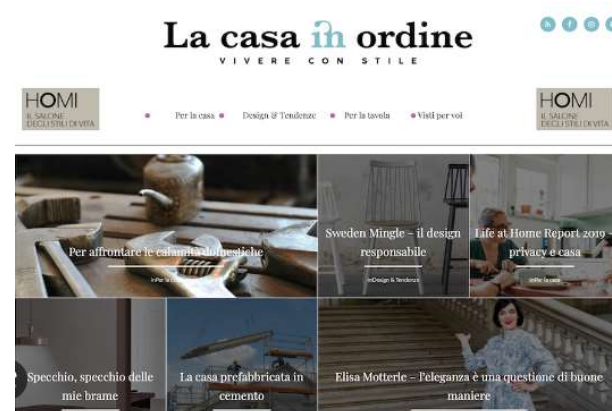 La casa in ordine
VIVERE CON STILE
HOMI
IL SALONE
DEGLI STILI DI VITA
Per la casa
Design & Tendenze
Per la tavola
Visti per voi
HOMI
IL SALONE
DEGLI STILI DI VITA
Per affrontare le calamità domestiche
Sweden Mingle – il design
responsabile
inDesign & Tendenze
Life at Home Report 2019 –
privacy e casa
inPer la casa
Specchio, specchio delle
mie brame
La casa prefabbricata in
cemento
Elisa Motterle – l'eleganza è una questione di buone
maniere